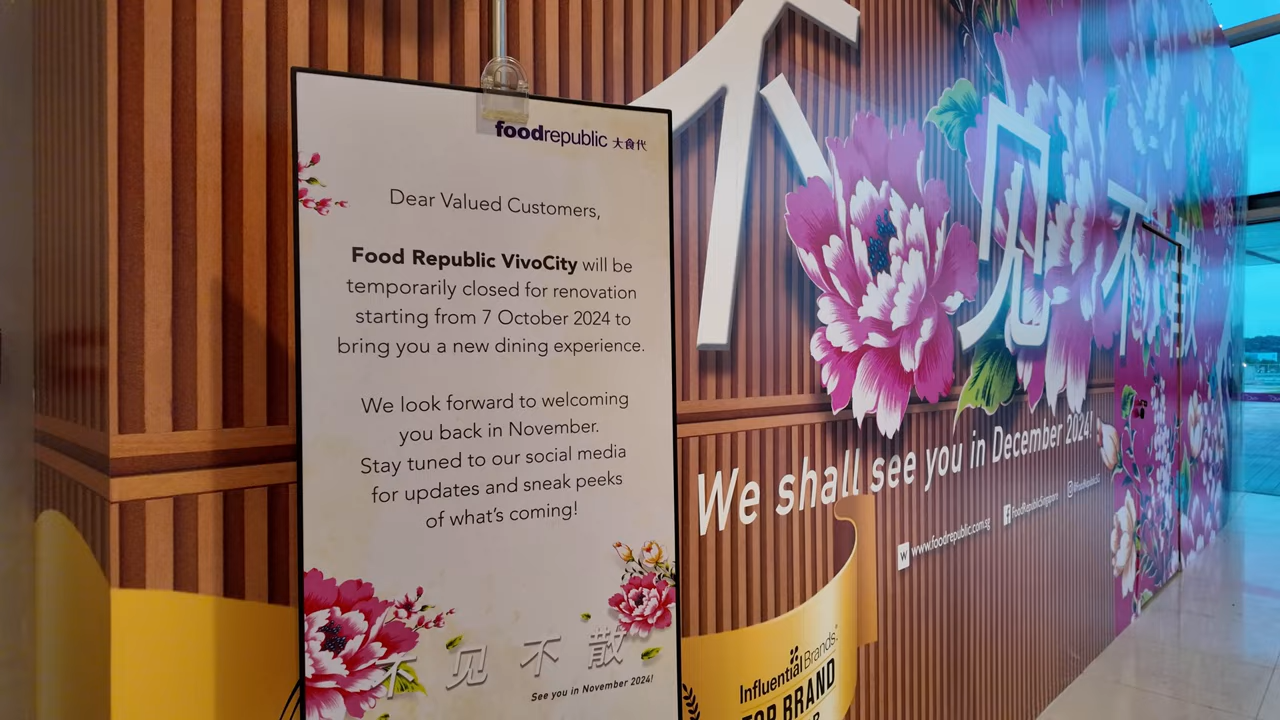 foodrepublic 大食代
Dear Valued Customers,
Food Republic VivoCity will be
temporarily closed for renovation
starting from 7 October 2024 to
bring you a new dining experience.
We look forward to welcoming
you back in November.
Stay tuned to our social media
for updates and sneak peeks
of what's coming!
不见不散
See you in November 2024!
不见不散
We shall see you in December 2024!
www.foodrepublic.com.sg
FoodRepublicSingapore
Influential Brands
TOP BRAND